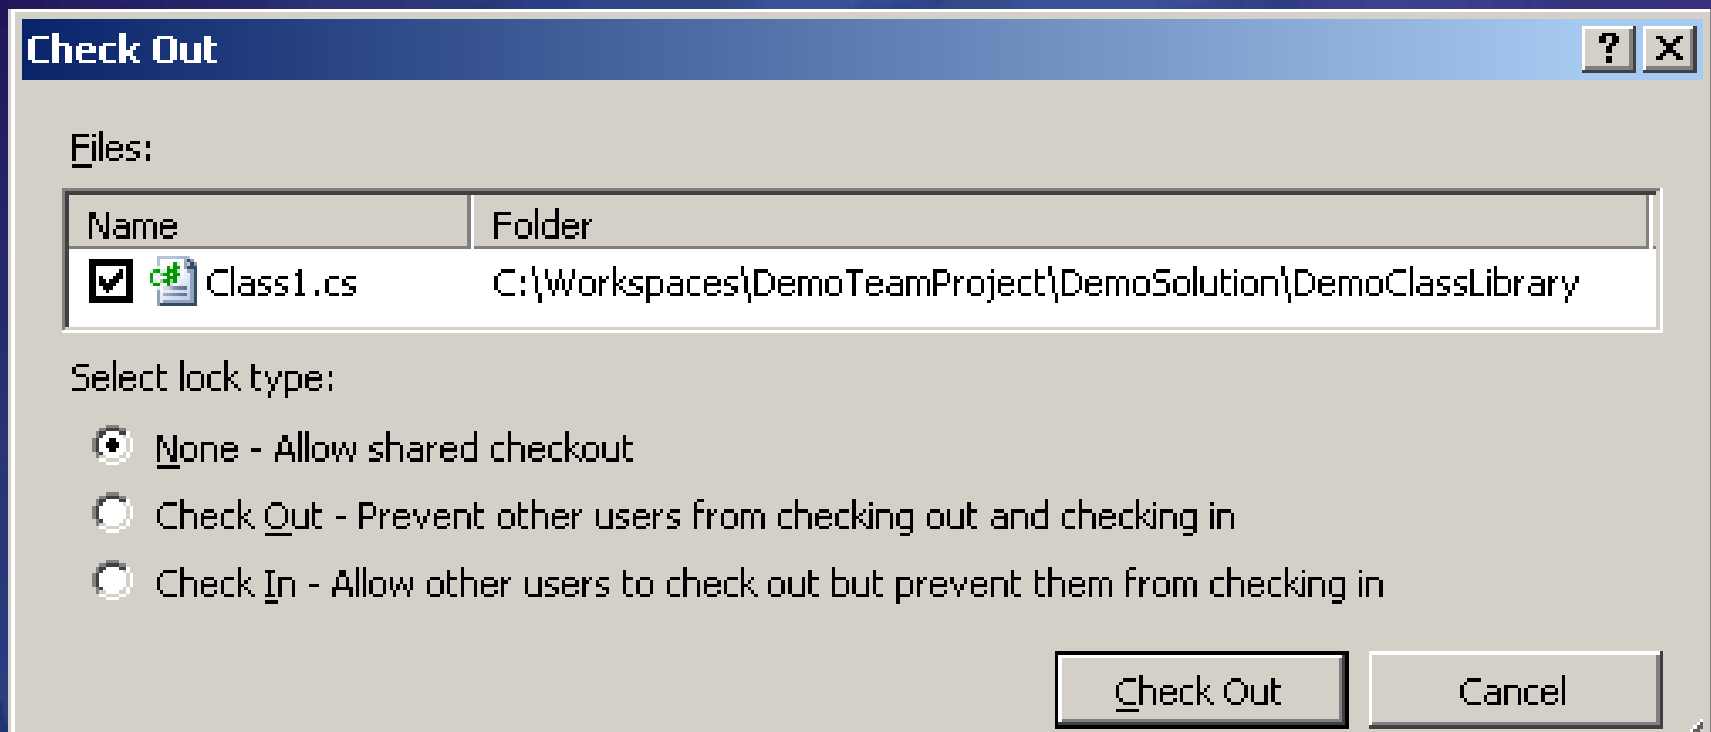 Check Out
Files:
Name Folder
Class1.cs C:\Workspaces\DemoTeamProject\DemoSolution\DemoClassLibrary
Select lock type:
None - Allow shared checkout
Check Out - Prevent other users from checking out and checking in
Check In - Allow other users to check out but prevent them from checking in
Check Out Cancel